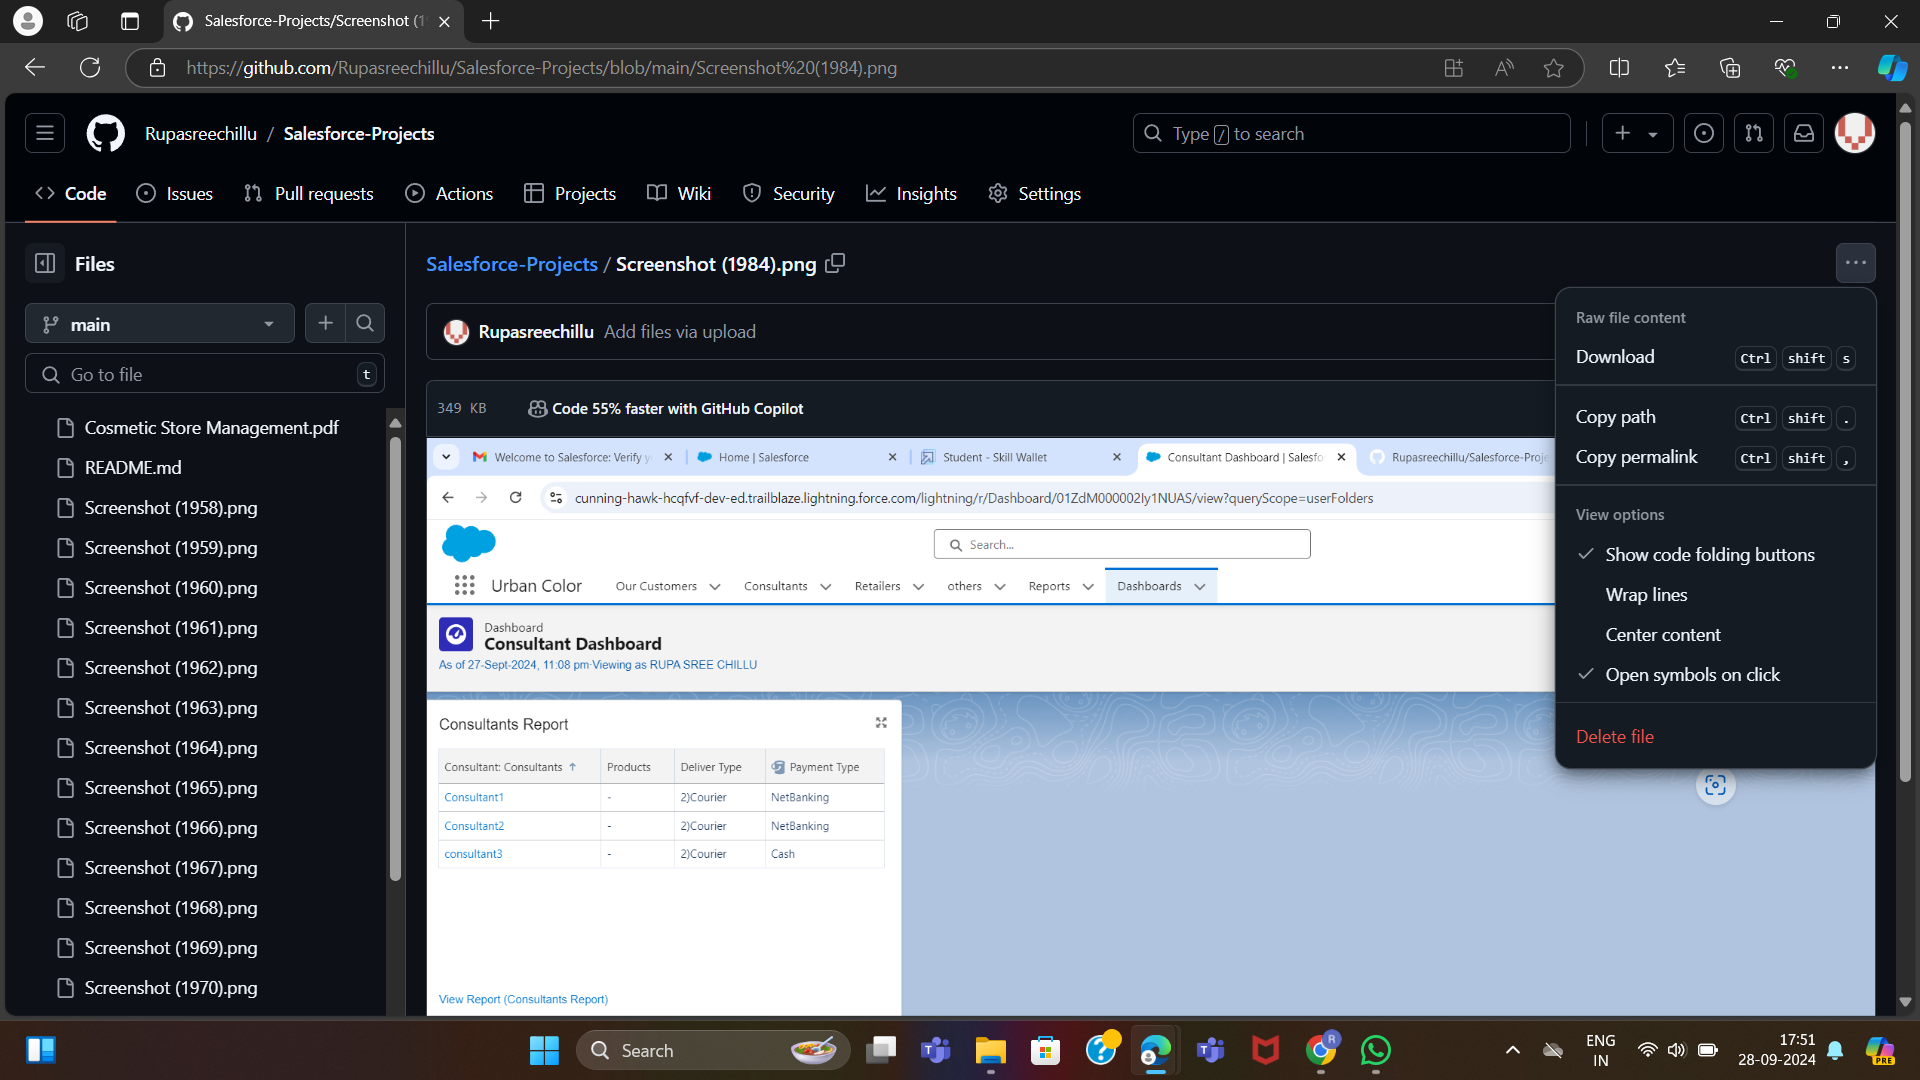 Salesforce-Projects/Screenshot (1
https://github.com/Rupasreechillu/Salesforce-Projects/blob/main/Screenshot%20(1984).png
Rupasreechillu / Salesforce-Projects
Type / to search
Code
Issues
Pull requests
Actions
Projects
Wiki
Security
Insights
Settings
Files
main
Go to file
t
Cosmetic Store Management.pdf
README.md
Screenshot (1958).png
Screenshot (1959).png
Screenshot (1960).png
Screenshot (1961).png
Screenshot (1962).png
Screenshot (1963).png
Screenshot (1964).png
Screenshot (1965).png
Screenshot (1966).png
Screenshot (1967).png
Screenshot (1968).png
Screenshot (1969).png
Screenshot (1970).png
Salesforce-Projects / Screenshot (1984).png
Rupasreechillu Add files via upload
349 KB
Code 55% faster with GitHub Copilot
Welcome to Salesforce: Verify y
Home | Salesforce
Student - Skill Wallet
Consultant Dashboard | Salesfo
Rupasreechillu/Salesforce-Proje
cunning-hawk-hcqfvf-dev-ed.trailblaze.lightning.force.com/lightning/r/Dashboard/01ZdM000002Iy1NUAS/view?queryScope=userFolders
Search...
Urban Color
Our Customers
Consultants
Retailers
others
Reports
Dashboards
Dashboard
Consultant Dashboard
As of 27-Sept-2024, 11:08 pm·Viewing as RUPA SREE CHILLU
Consultants Report
Consultant: Consultants ↑ Products Deliver Type Payment Type
Consultant1 - 2)Courier NetBanking
Consultant2 - 2)Courier NetBanking
consultant3 - 2)Courier Cash
View Report (Consultants Report)
Raw file content
Download Ctrl shift s
Copy path Ctrl shift .
Copy permalink Ctrl shift ,
View options
Show code folding buttons
Wrap lines
Center content
Open symbols on click
Delete file
Search
R
ENG
IN
17:51
28-09-2024
PRE